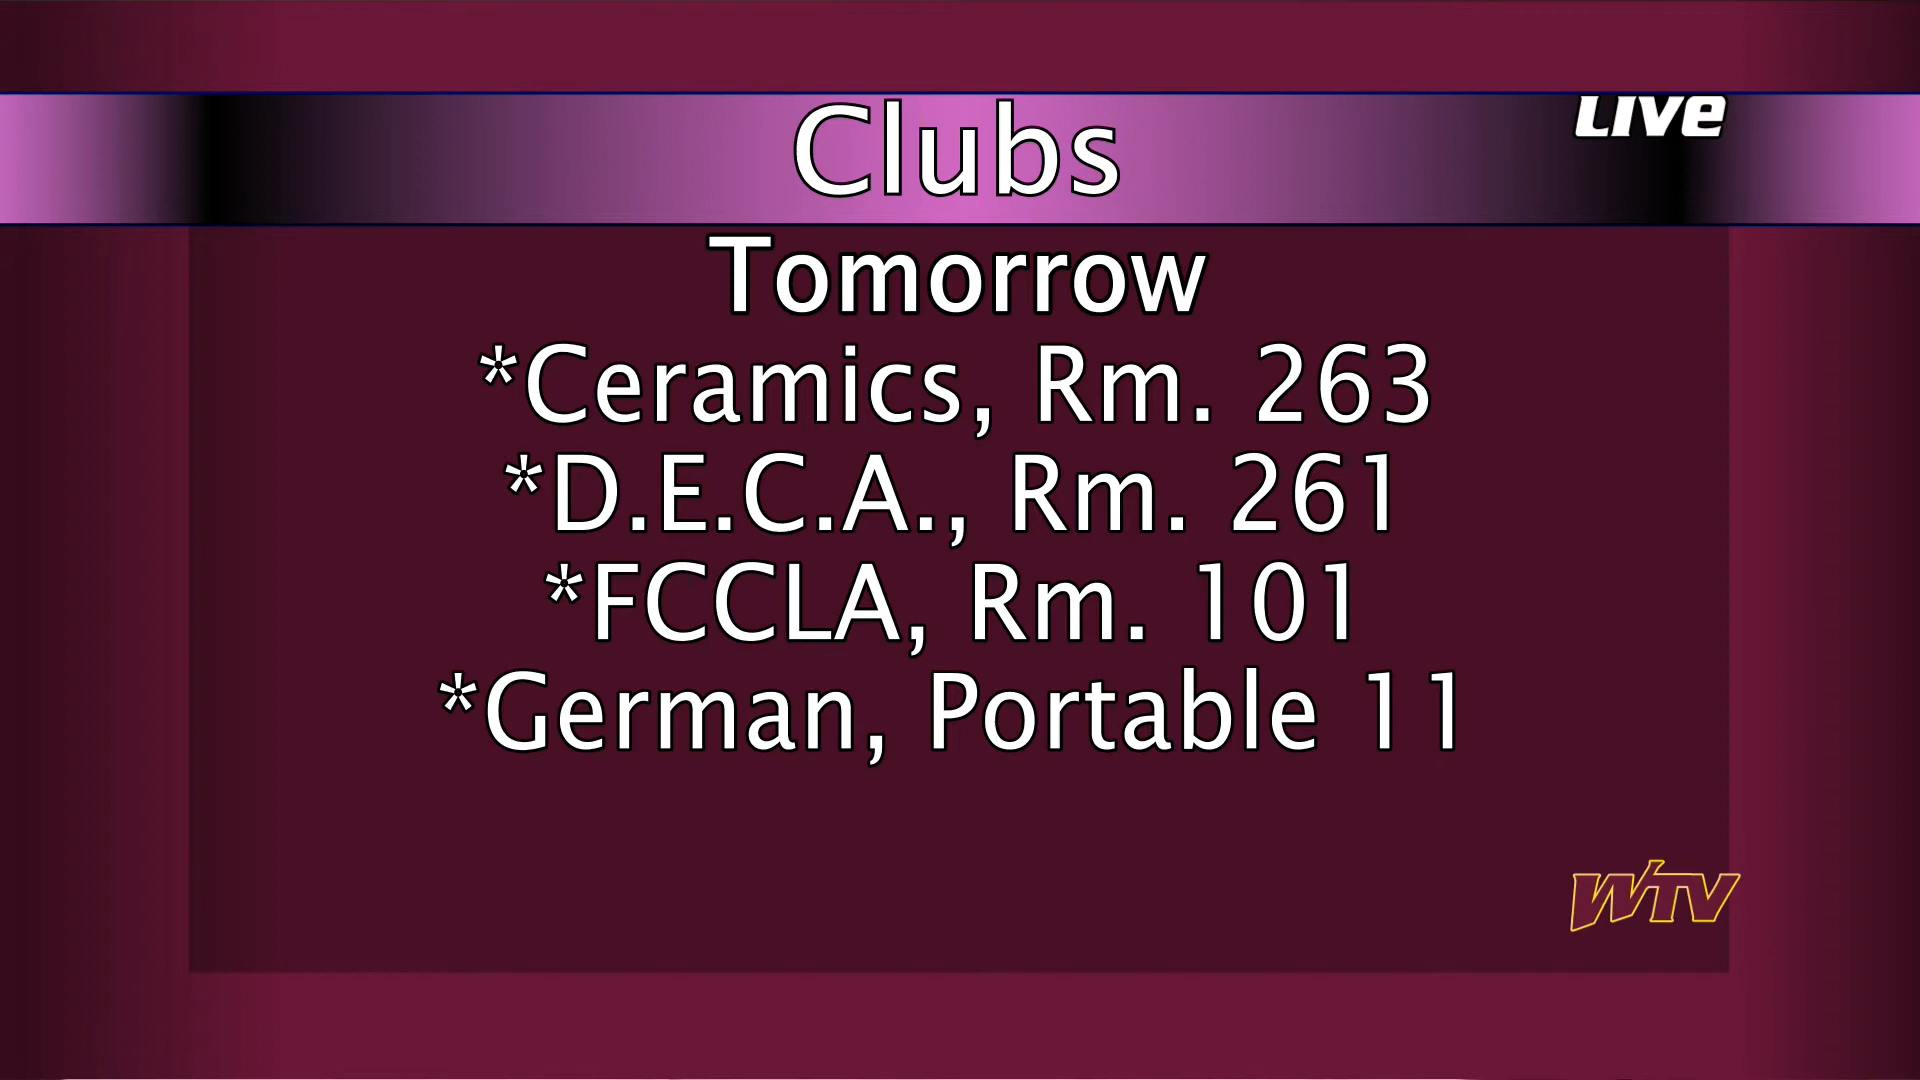 Clubs
LIVE
Tomorrow
*Ceramics, Rm. 263
*D.E.C.A., Rm. 261
*FCCLA, Rm. 101
*German, Portable 11
WTV